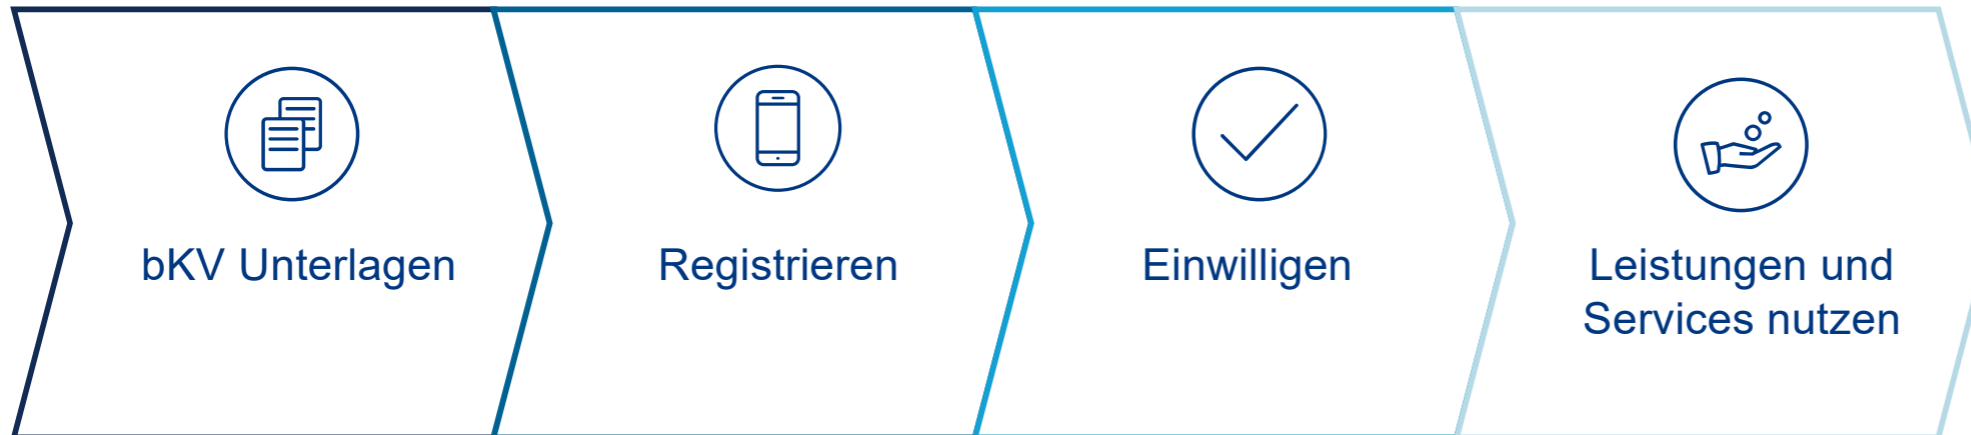 bKV Unterlagen
Registrieren
Einwilligen
Leistungen und
Services nutzen